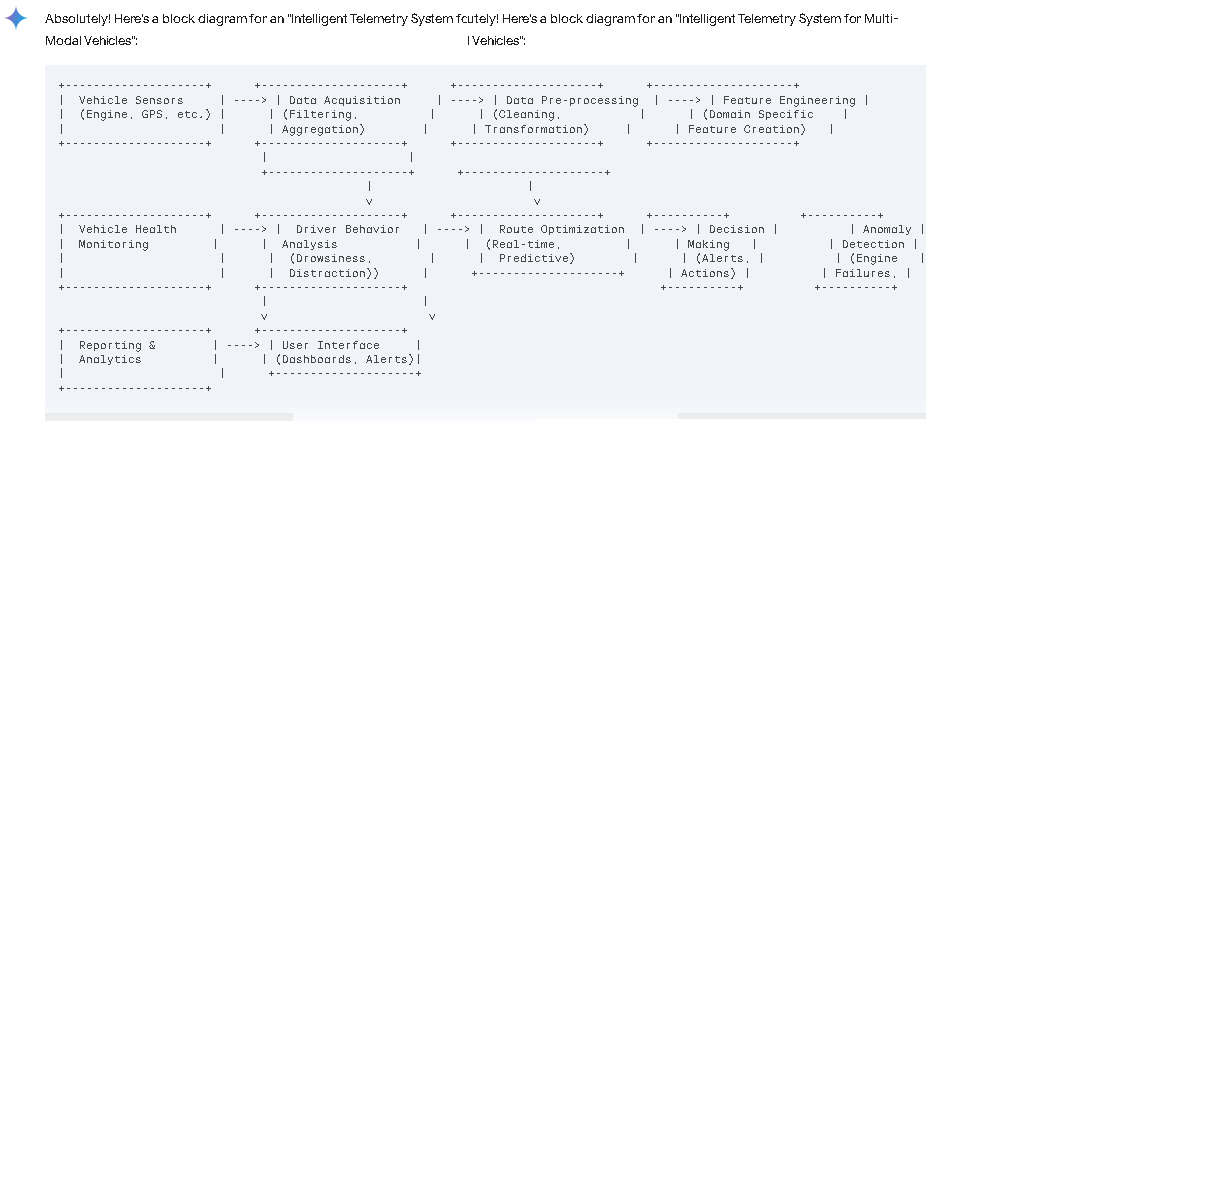 Absolutely! Here's a block diagram for an "Intelligent Telemetry System fcutely! Here's a block diagram for an "Intelligent Telemetry System for Multi-
Modal Vehicles": l Vehicles":
+--------------------+ +--------------------+ +--------------------+ +--------------------+
| Vehicle Sensors | ----> | Data Acquisition | ----> | Data Pre-processing | ----> | Feature Engineering |
| (Engine, GPS, etc.) | | (Filtering, | | (Cleaning, | | (Domain Specific |
| | | Aggregation) | | Transformation) | | Feature Creation) |
+--------------------+ +--------------------+ +--------------------+ +--------------------+
| |
+--------------------+ +--------------------+
| |
v v
+--------------------+ +--------------------+ +--------------------+ +----------+ +----------+
| Vehicle Health | ----> | Driver Behavior | ----> | Route Optimization | ----> | Decision | | Anomaly |
| Monitoring | | Analysis | | (Real-time, | | Making | | Detection |
| | | (Drowsiness, | | Predictive) | | (Alerts, | | (Engine |
| | | Distraction)) | +--------------------+ | Actions) | | Failures, |
+--------------------+ +--------------------+ +----------+ +----------+
| |
v v
+--------------------+ +--------------------+
| Reporting & | ----> | User Interface |
| Analytics | | (Dashboards, Alerts)|
| | +--------------------+
+--------------------+